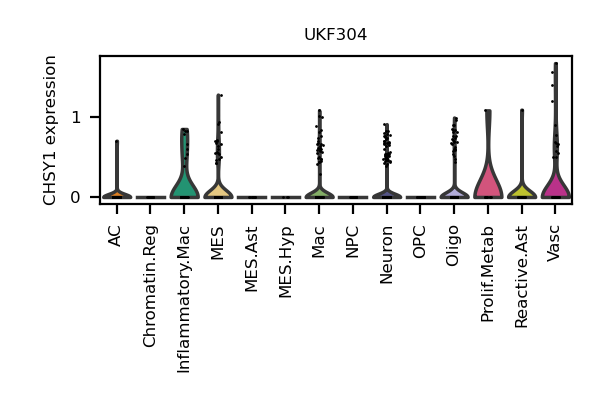 UKF304
CHSY1 expression
1
0
AC
Chromatin.Reg
Inflammatory.Mac
MES
MES.Ast
MES.Hyp
Mac
NPC
Neuron
OPC
Oligo
Prolif.Metab
Reactive.Ast
Vasc